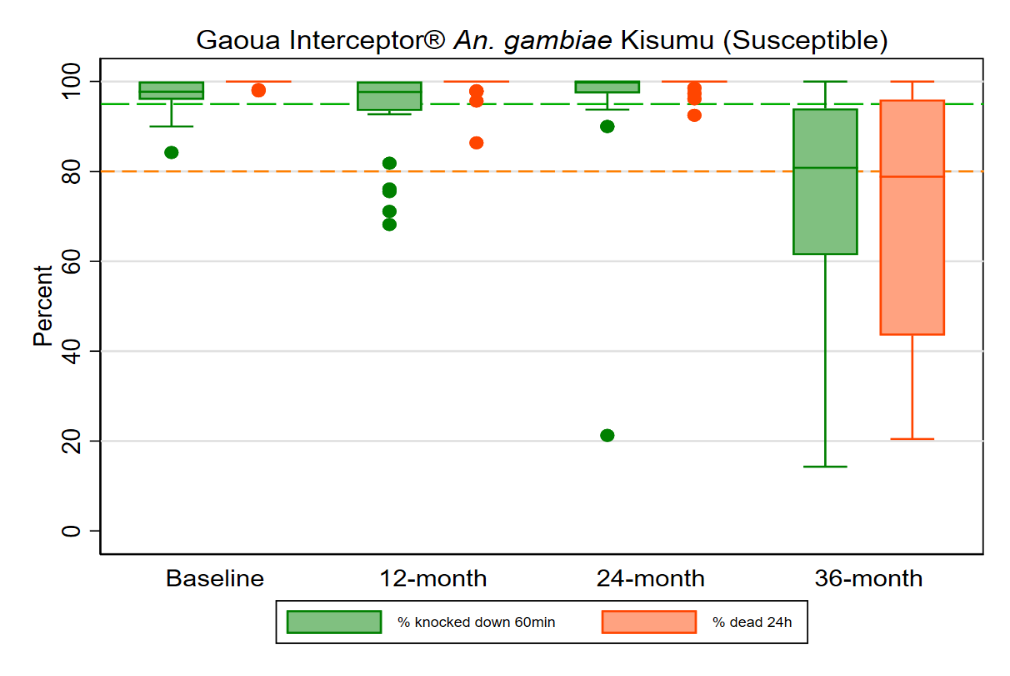 Gaoua Interceptor® An. gambiae Kisumu (Susceptible)
100
80
60
40
20
0
Percent
Baseline 12-month 24-month 36-month
% knocked down 60min % dead 24h